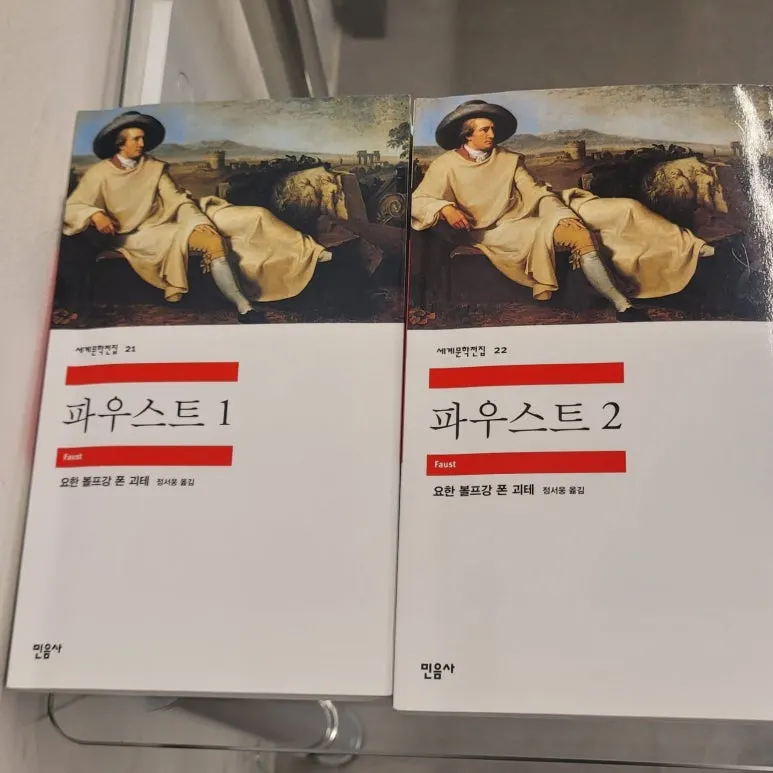 세계문학전집 21
파우스트 1
Faust
요한 볼프강 폰 괴테 정서웅 옮김
민음사
세계문학전집 22
파우스트 2
Faust
요한 볼프강 폰 괴테 정서웅 옮김
민음사